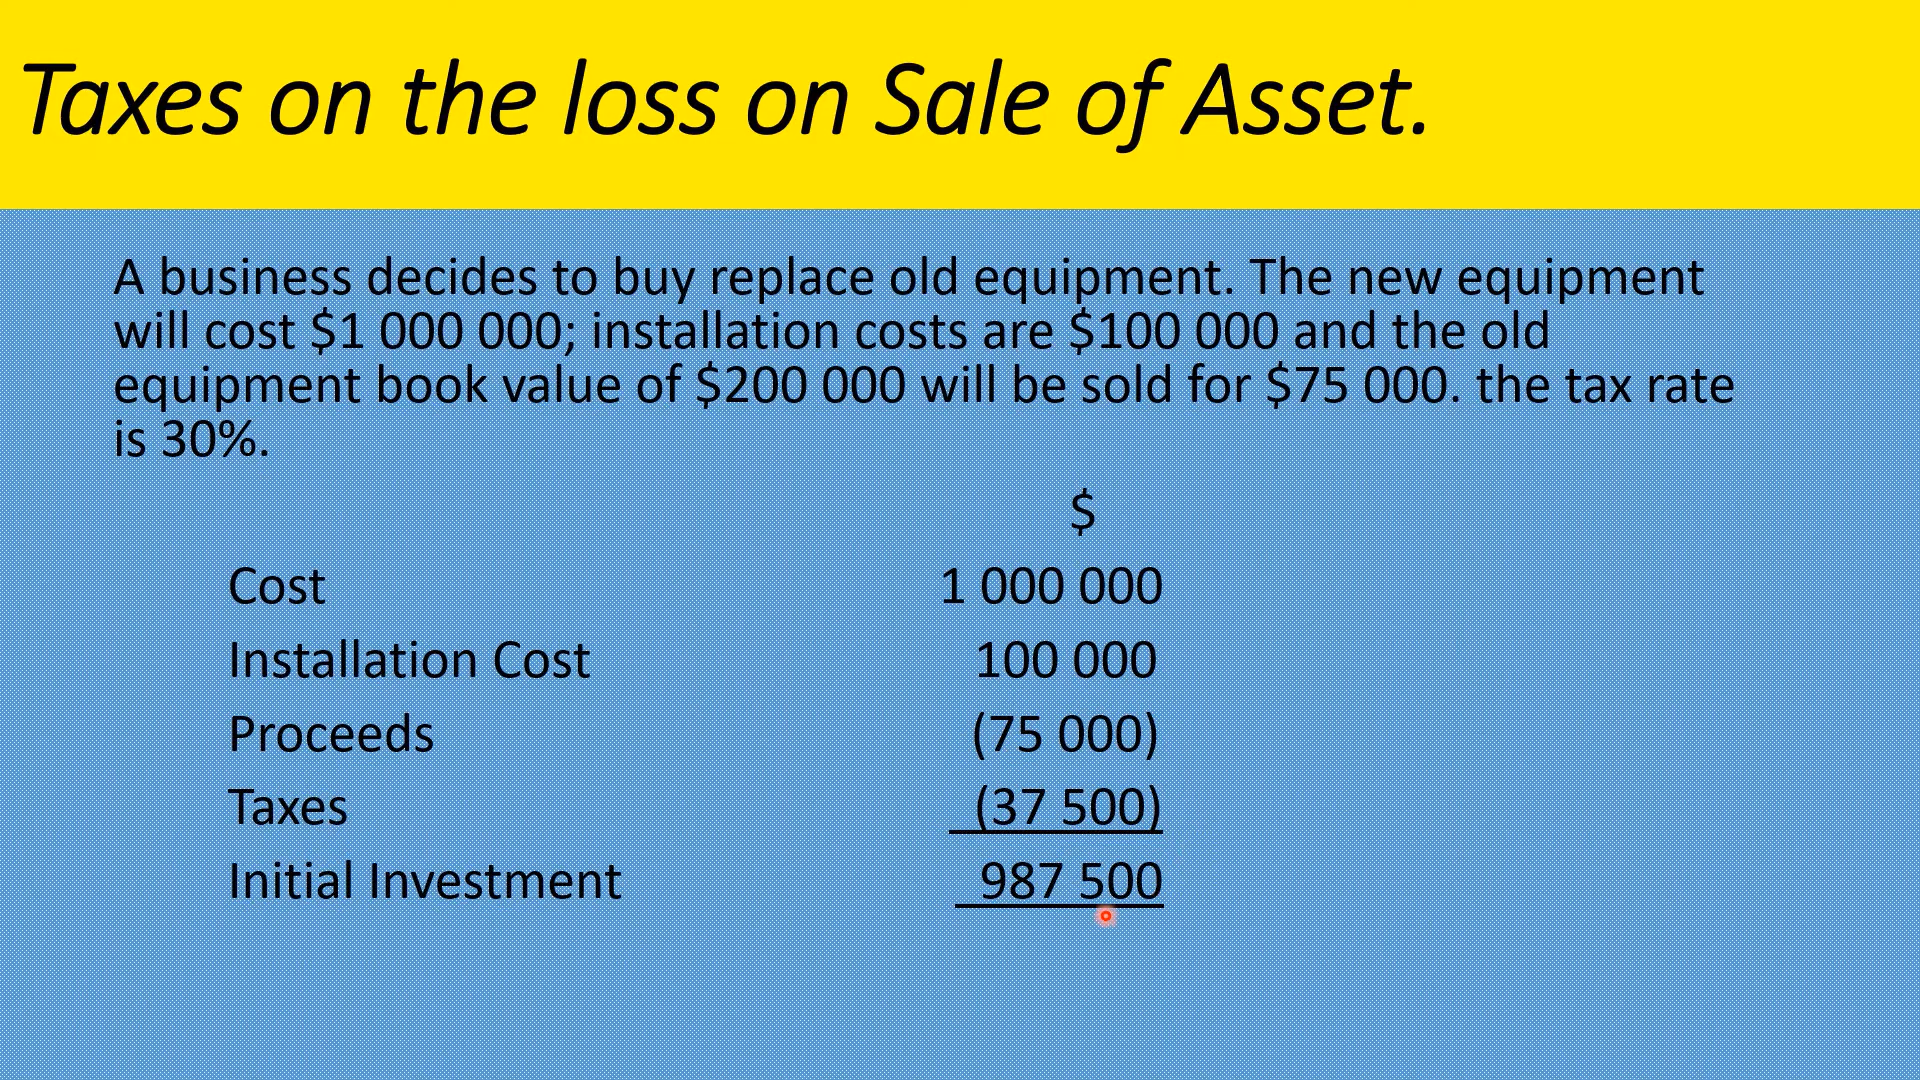 Taxes on the loss on Sale of Asset.
A business decides to buy replace old equipment. The new equipment
will cost $1 000 000; installation costs are $100 000 and the old
equipment book value of $200 000 will be sold for $75 000. the tax rate
is 30%.
$
Cost 1 000 000
Installation Cost 100 000
Proceeds (75 000)
Taxes (37 500)
Initial Investment 987 500